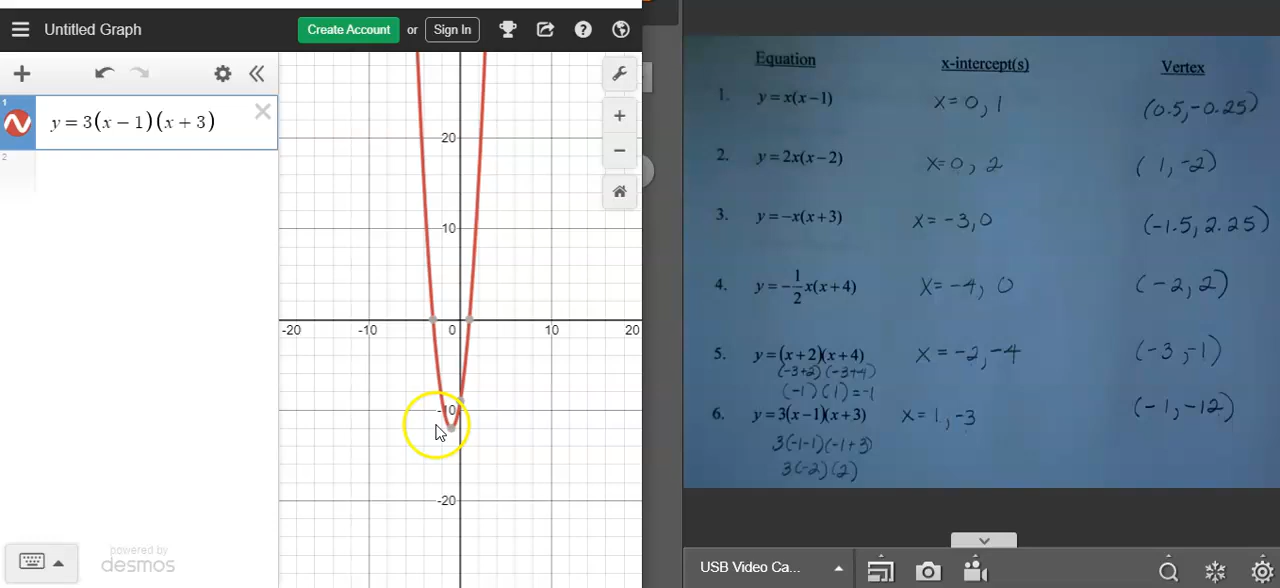 Untitled Graph
Create Account or Sign In
1
y = 3(x − 1)(x + 3)
2
20
10
-20 -10 0 10 20
-10
-20
powered by
desmos
Equation x-intercept(s) Vertex
1. y = x(x−1) x = 0, 1 (0.5, -0.25)
2. y = 2x(x−2) x=0, 2 (1, -2)
3. y = −x(x+3) x = -3, 0 (-1.5, 2.25)
4. y = −1/2x(x+4) x= -4, 0 (-2, 2)
5. y = (x+2)(x+4) x = -2, -4 (-3, -1)
(-3+2)(-3+4)
(-1)(1) = -1
6. y = 3(x−1)(x+3) x = 1, -3 (-1, -12)
3(-1-1)(-1+3)
3(-2)(2)
USB Video Ca...